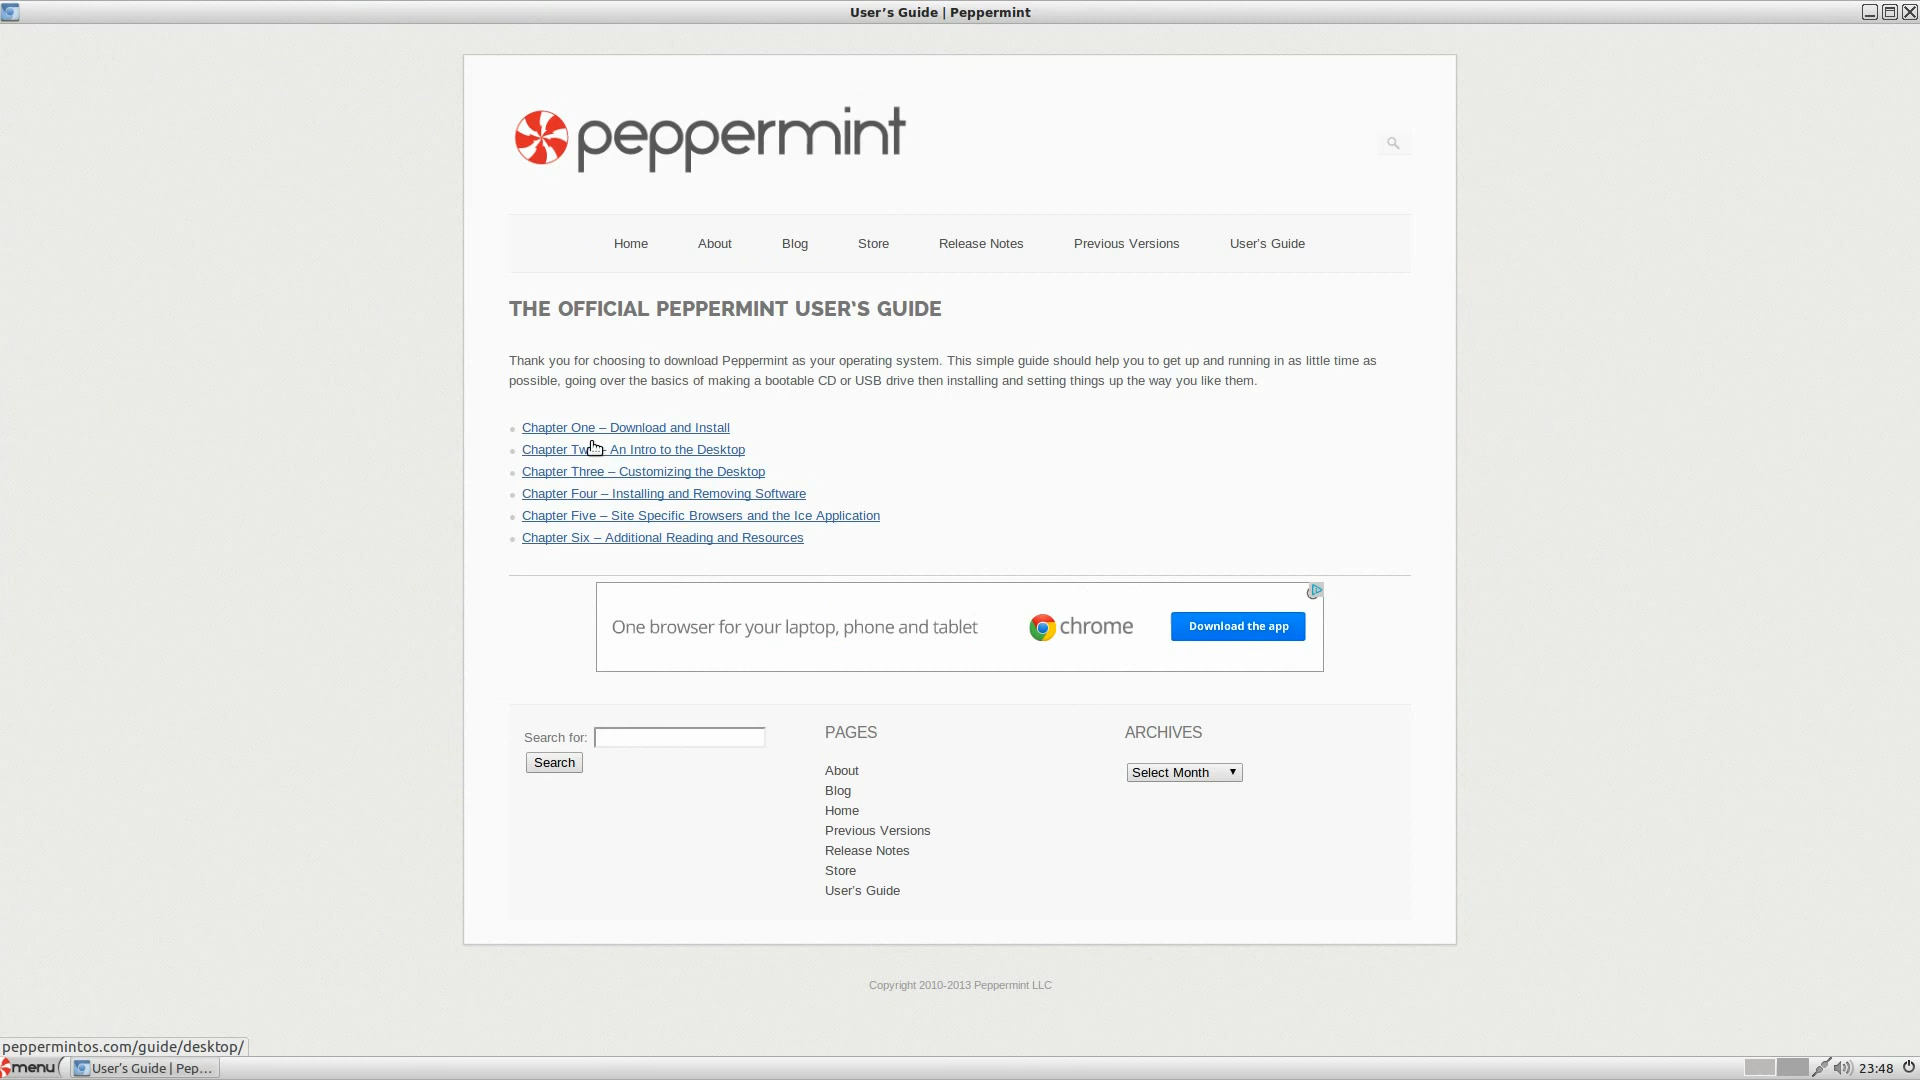 User's Guide | Peppermint
peppermint
Home About Blog Store Release Notes Previous Versions User's Guide
THE OFFICIAL PEPPERMINT USER'S GUIDE
Thank you for choosing to download Peppermint as your operating system. This simple guide should help you to get up and running in as little time as
possible, going over the basics of making a bootable CD or USB drive then installing and setting things up the way you like them.
Chapter One – Download and Install
Chapter Tw – An Intro to the Desktop
Chapter Three – Customizing the Desktop
Chapter Four – Installing and Removing Software
Chapter Five – Site Specific Browsers and the Ice Application
Chapter Six – Additional Reading and Resources
One browser for your laptop, phone and tablet chrome Download the app
Search for:
Search
PAGES
About
Blog
Home
Previous Versions
Release Notes
Store
User's Guide
ARCHIVES
Select Month
Copyright 2010-2013 Peppermint LLC
peppermintos.com/guide/desktop/
menu User's Guide | Pep... 23:48